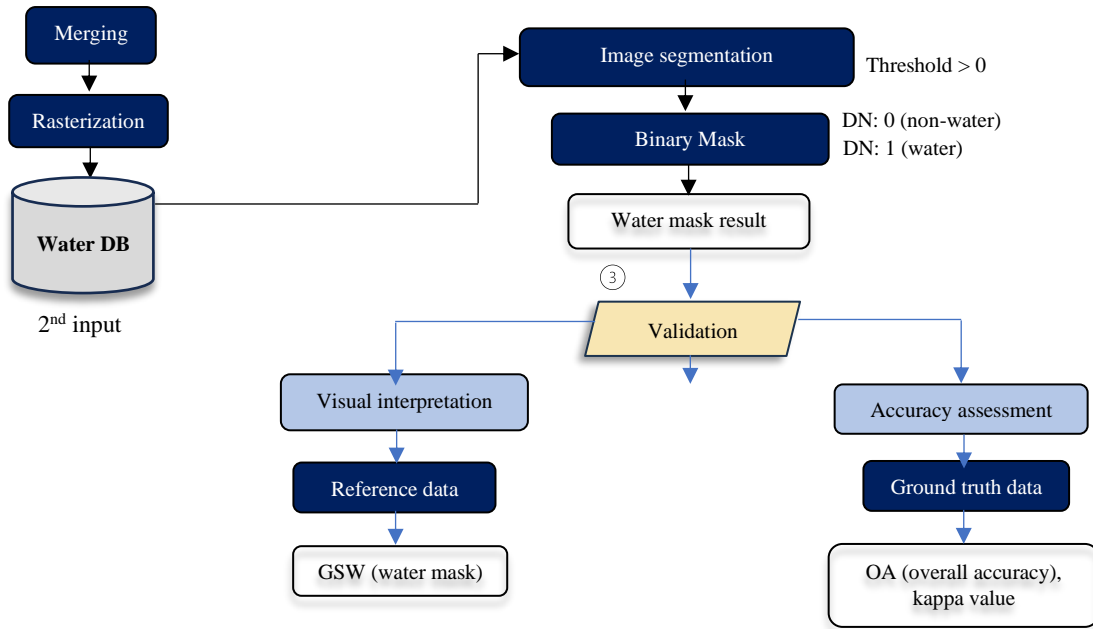 Merging
Rasterization
Water DB
2nd input
Image segmentation
Threshold > 0
Binary Mask
DN: 0 (non-water)
DN: 1 (water)
Water mask result
③
Validation
Visual interpretation
Reference data
GSW (water mask)
Accuracy assessment
Ground truth data
OA (overall accuracy),
kappa value